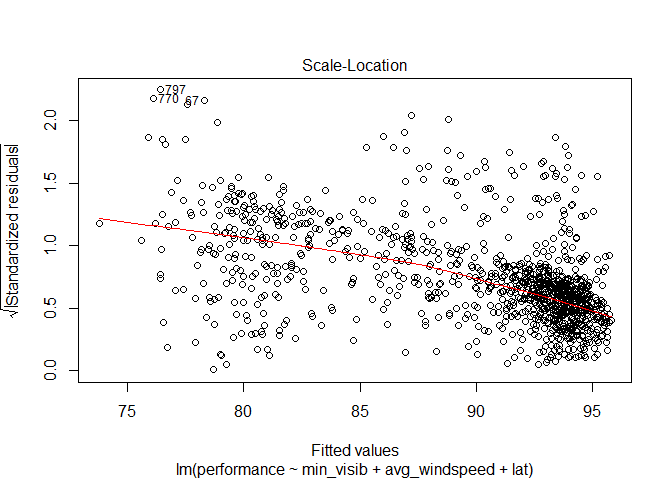 Scale-Location
√|Standardized residuals|
0.0 0.5 1.0 1.5 2.0
797
770
67
75 80 85 90 95
Fitted values
lm(performance ~ min_visib + avg_windspeed + lat)